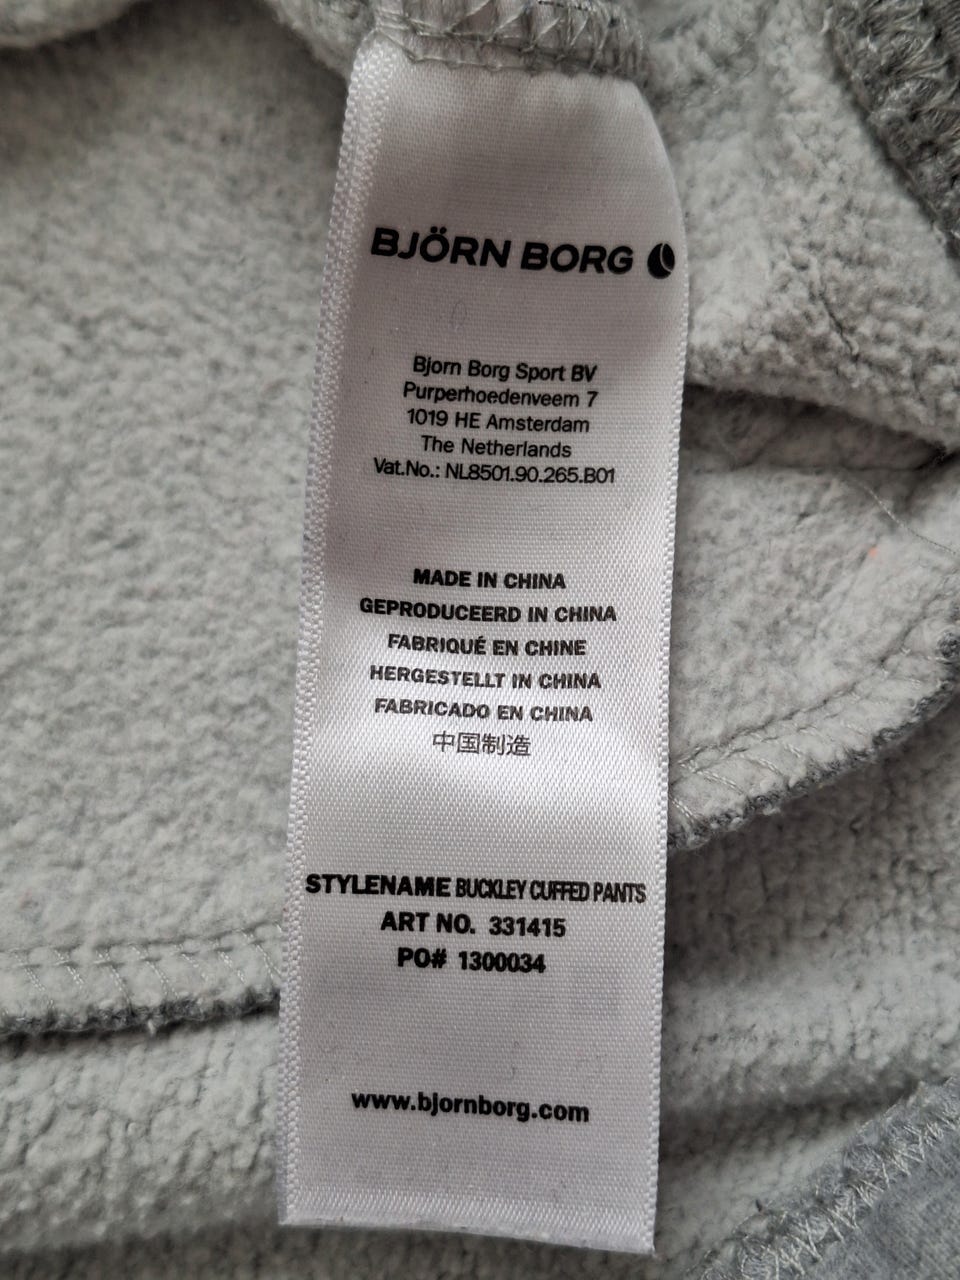 BJÖRN BORG
Bjorn Borg Sport BV
Purperhoedenveem 7
1019 HE Amsterdam
The Netherlands
Vat.No.: NL8501.90.265.B01
MADE IN CHINA
GEPRODUCEERD IN CHINA
FABRIQUÉ EN CHINE
HERGESTELLT IN CHINA
FABRICADO EN CHINA
中国制造
STYLENAME BUCKLEY CUFFED PANTS
ART NO. 331415
PO# 1300034
www.bjornborg.com